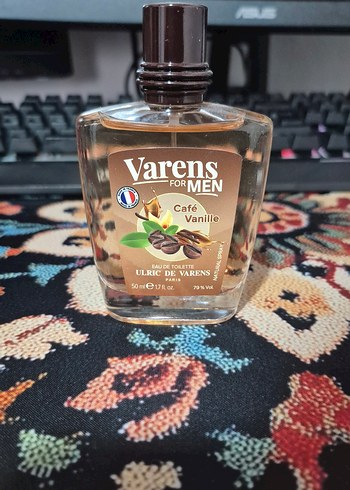 ASUS
Varens
FOR MEN
Café
Vanille
EAU DE TOILETTE
ULRIC DE VARENS
PARIS
50 ml e 1.7 fl. oz.
79 % Vol.
NATURAL SPRAY